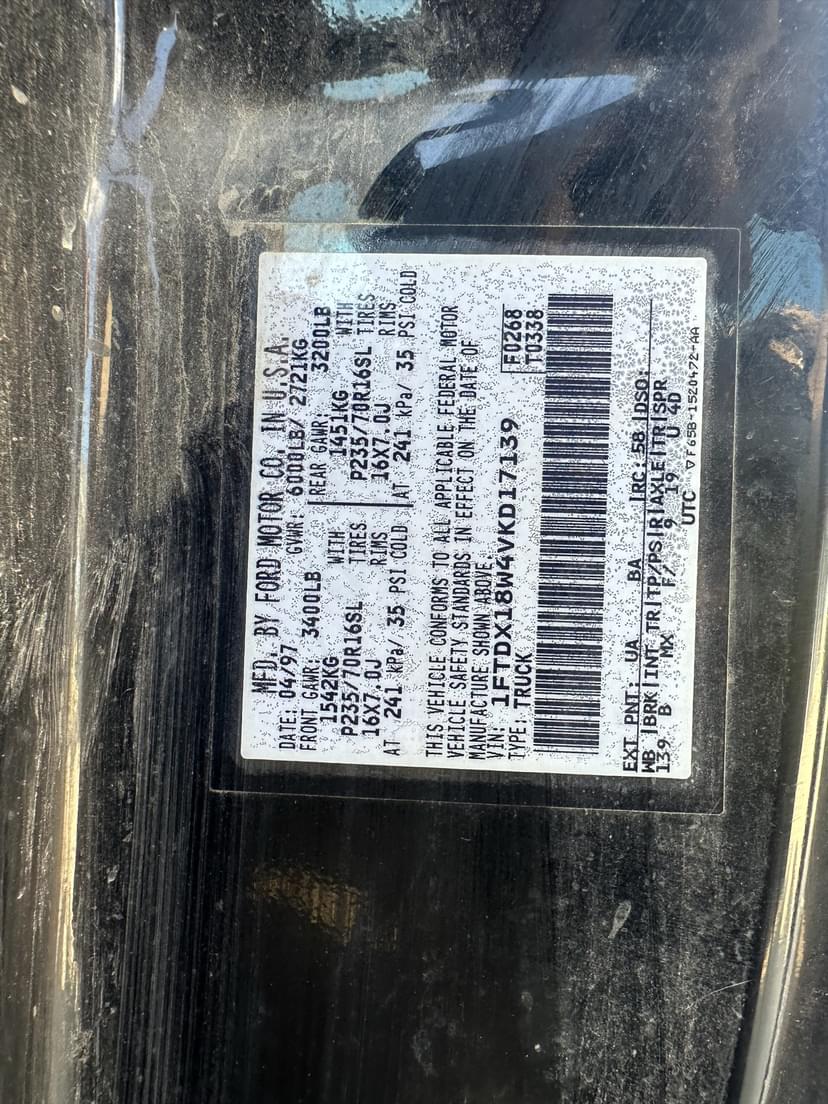 MFD. BY FORD MOTOR CO. IN U.S.A.
DATE: 04/97 GVWR: 6000LB/ 2721KG
FRONT GAWR: 3400LB REAR GAWR: 3200LB
1542KG WITH 1451KG WITH
P235/70R16SL TIRES P235/70R16SL TIRES
16X7.0J RIMS 16X7.0J RIMS
AT 241 kPa/ 35 PSI COLD AT 241 kPa/ 35 PSI COLD
THIS VEHICLE CONFORMS TO ALL APPLICABLE FEDERAL MOTOR
VEHICLE SAFETY STANDARDS IN EFFECT ON THE DATE OF
MANUFACTURE SHOWN ABOVE.
VIN: 1FTDX18W4VKD17139 F0268
TYPE: TRUCK T0338
EXT PNT: UA BA RC: 58 DSO:
WB BRK INT TR TP/PS R AXLE TR SPR
139 B MX F/ 9 19 U 4D
UTC ∇F65B-1520472-AA